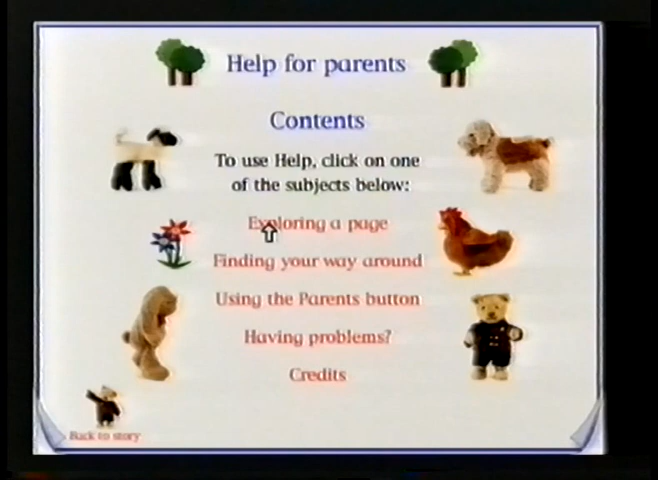 Help for parents
Contents
To use Help, click on one
of the subjects below:
Exploring a page
Finding your way around
Using the Parents button
Having problems?
Credits
Back to story